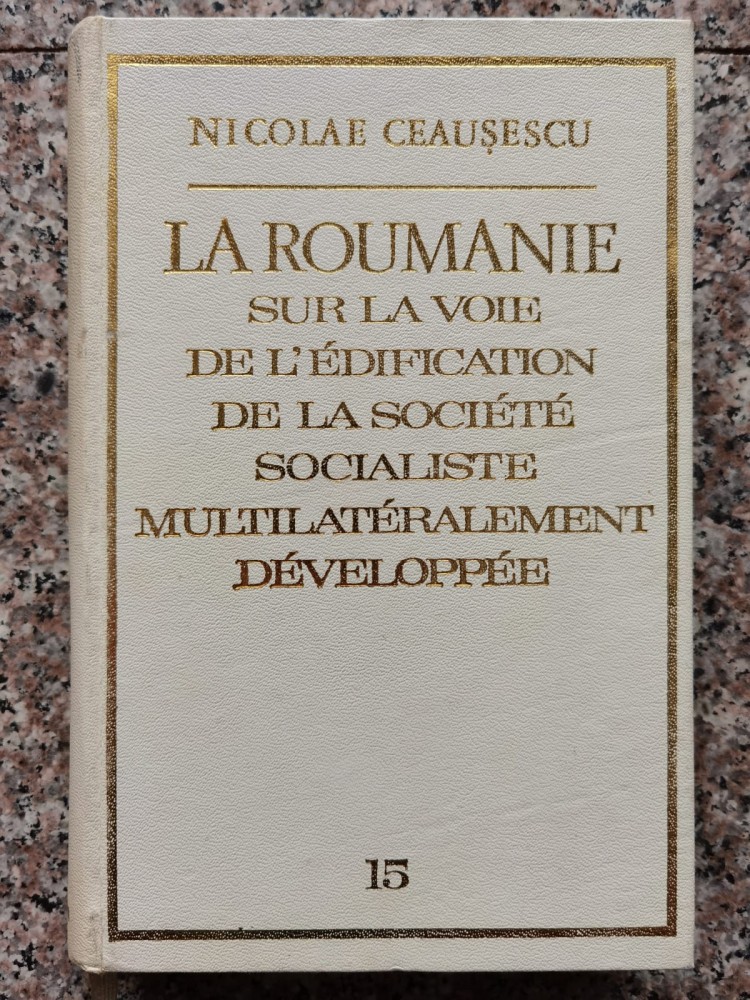 NICOLAE CEAUȘESCU
LA ROUMANIE
SUR LA VOIE
DE L'ÉDIFICATION
DE LA SOCIÉTÉ
SOCIALISTE
MULTILATÉRALEMENT
DÉVELOPPÉE
15